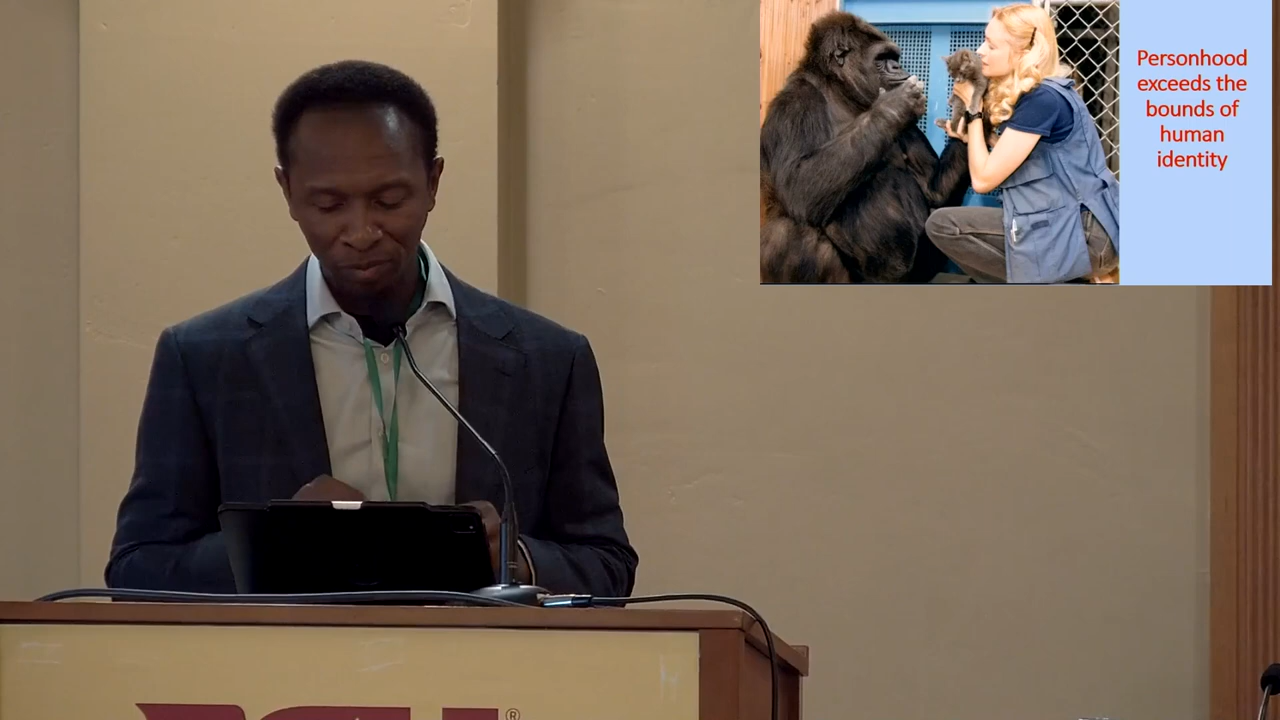 Personhood
exceeds the
bounds of
human
identity
®